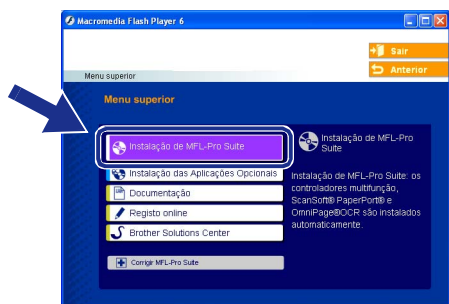 Macromedia Flash Player 6
Sair
Anterior
Menu superior
Menu superior
Instalação de MFL-Pro Suite
Instalação das Aplicações Opcionais
Documentação
Registo online
Brother Solutions Center
Corrigir MFL-Pro Suite
Instalação de MFL-Pro
Suite
Instalação de MFL-Pro Suite: os
controladores multifunção,
ScanSoft® PaperPort® e
OmniPage®OCR são instalados
automaticamente.